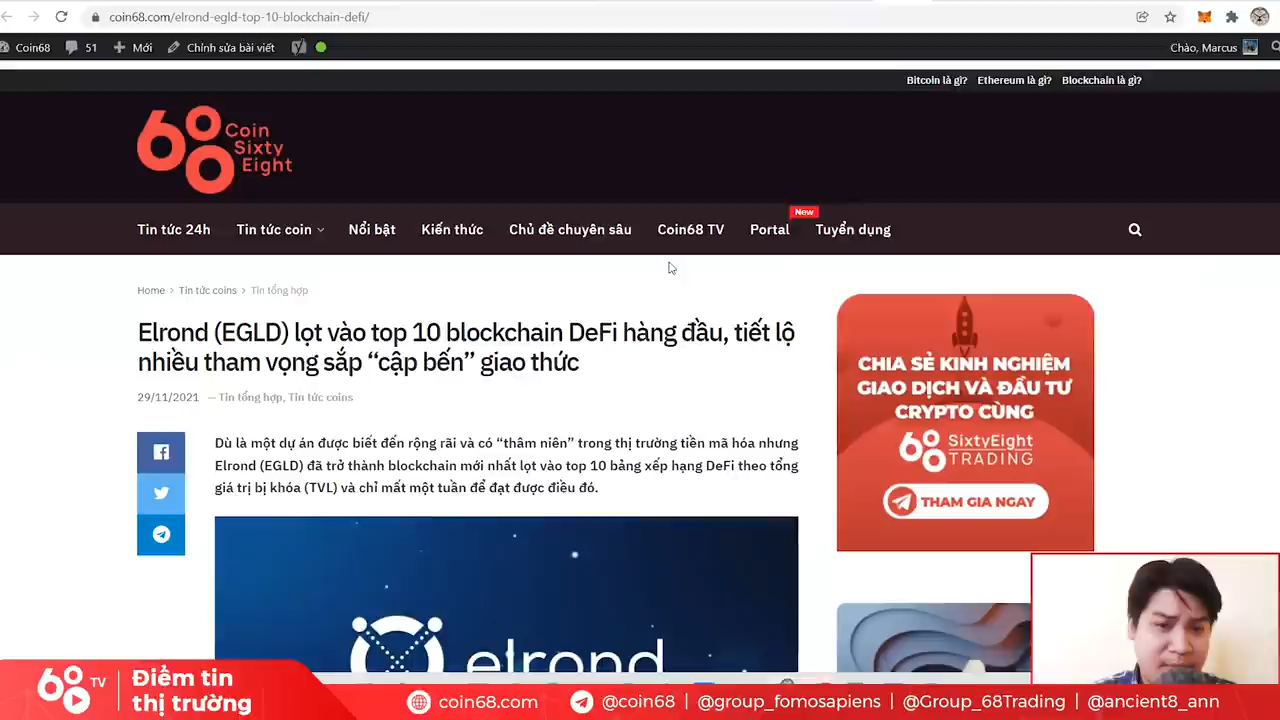 coin68.com/elrond-egld-top-10-blockchain-defi/
Coin68 51 Mới Chỉnh sửa bài viết
Chào, Marcus
Bitcoin là gì? Ethereum là gì? Blockchain là gì?
68
Coin
Sixty
Eight
New
Tin tức 24h Tin tức coin Nổi bật Kiến thức Chủ đề chuyên sâu Coin68 TV Portal Tuyển dụng
Home > Tin tức coins > Tin tổng hợp
Elrond (EGLD) lọt vào top 10 blockchain DeFi hàng đầu, tiết lộ
nhiều tham vọng sắp “cập bến” giao thức
29/11/2021 — Tin tổng hợp, Tin tức coins
Dù là một dự án được biết đến rộng rãi và có “thâm niên” trong thị trường tiền mã hóa nhưng
Elrond (EGLD) đã trở thành blockchain mới nhất lọt vào top 10 bảng xếp hạng DeFi theo tổng
giá trị bị khóa (TVL) và chỉ mất một tuần để đạt được điều đó.
elrond
CHIA SẺ KINH NGHIỆM
GIAO DỊCH VÀ ĐẦU TƯ
CRYPTO CÙNG
68 SixtyEight
TRADING
THAM GIA NGAY
68 TV
Điểm tin
thị trường
coin68.com @coin68 | @group_fomosapiens | @Group_68Trading | @ancient8_ann